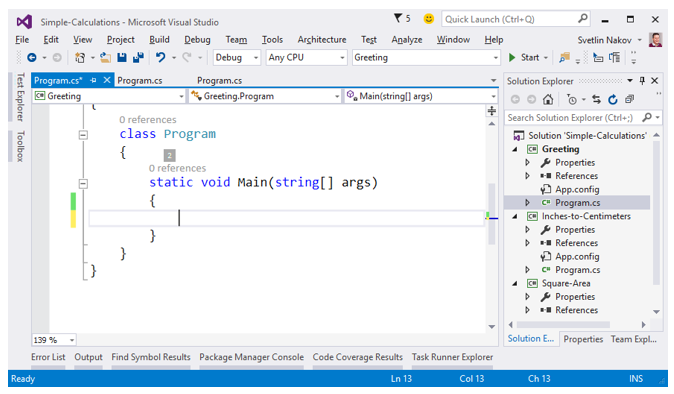 Simple-Calculations - Microsoft Visual Studio
5
Quick Launch (Ctrl+Q)
File Edit View Project Build Debug Team Tools Architecture Test Analyze Window Help
Svetlin Nakov
Debug Any CPU Greeting Start
Test Explorer
Toolbox
Program.cs* Program.cs Program.cs
C# Greeting Greeting.Program Main(string[] args)
{
0 references
class Program
{
2
0 references
static void Main(string[] args)
{
}
}
}
139 %
Solution Explorer
Search Solution Explorer (Ctrl+;)
Solution 'Simple-Calculations'
C# Greeting
Properties
References
App.config
C# Program.cs
C# Inches-to-Centimeters
Properties
References
App.config
C# Program.cs
C# Square-Area
Properties
References
Solution E... Properties Team Expl...
Error List Output Find Symbol Results Package Manager Console Code Coverage Results Task Runner Explorer
Ready Ln 13 Col 13 Ch 13 INS